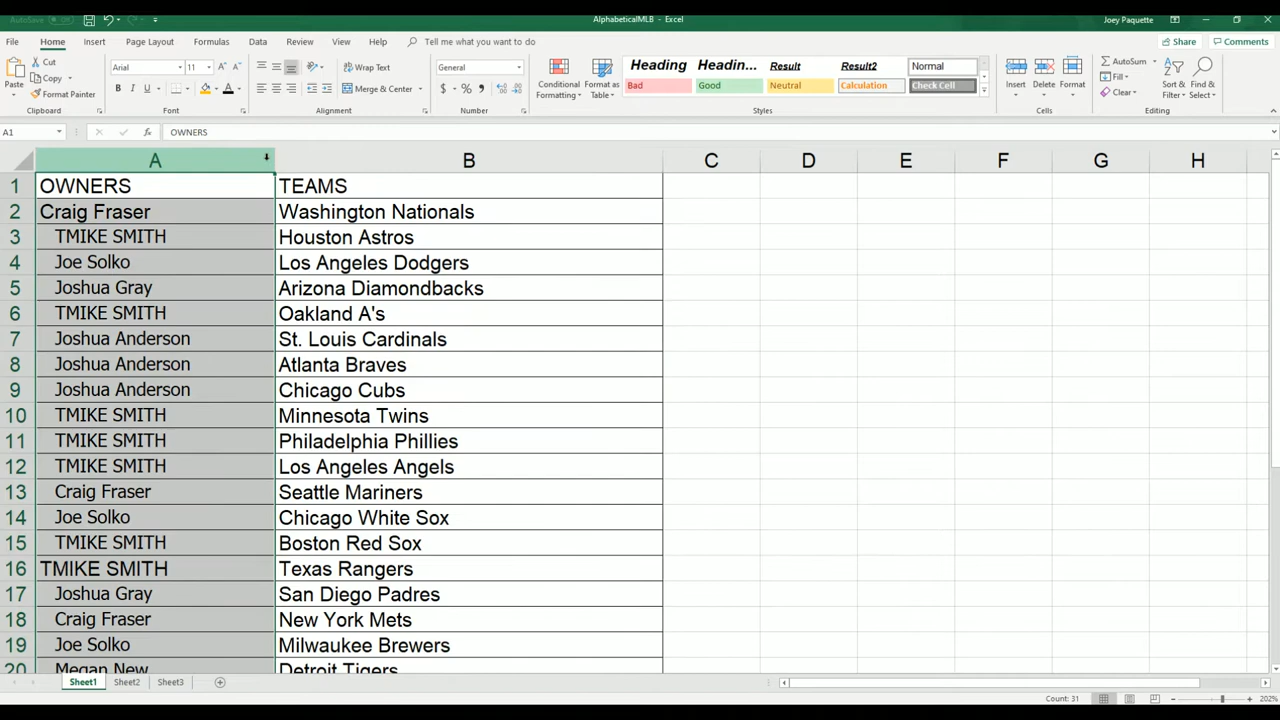 AutoSave Off AlphabeticalMLB - Excel Joey Paquette
File Home Insert Page Layout Formulas Data Review View Help Tell me what you want to do Share Comments
Cut Arial 11 Wrap Text General Heading Headin... Result Result2 Normal AutoSum
Copy Fill
Paste Format Painter Merge & Center Conditional Formatting Format as Table Bad Good Neutral Calculation Check Cell Insert Delete Format Clear Sort & Filter Find & Select
Clipboard Font Alignment Number Styles Cells Editing
A1 fx OWNERS
A B C D E F G H
1 OWNERS TEAMS
2 Craig Fraser Washington Nationals
3 TMIKE SMITH Houston Astros
4 Joe Solko Los Angeles Dodgers
5 Joshua Gray Arizona Diamondbacks
6 TMIKE SMITH Oakland A's
7 Joshua Anderson St. Louis Cardinals
8 Joshua Anderson Atlanta Braves
9 Joshua Anderson Chicago Cubs
10 TMIKE SMITH Minnesota Twins
11 TMIKE SMITH Philadelphia Phillies
12 TMIKE SMITH Los Angeles Angels
13 Craig Fraser Seattle Mariners
14 Joe Solko Chicago White Sox
15 TMIKE SMITH Boston Red Sox
16 TMIKE SMITH Texas Rangers
17 Joshua Gray San Diego Padres
18 Craig Fraser New York Mets
19 Joe Solko Milwaukee Brewers
20 Megan New Detroit Tigers
Sheet1 Sheet2 Sheet3
Count: 31 202%